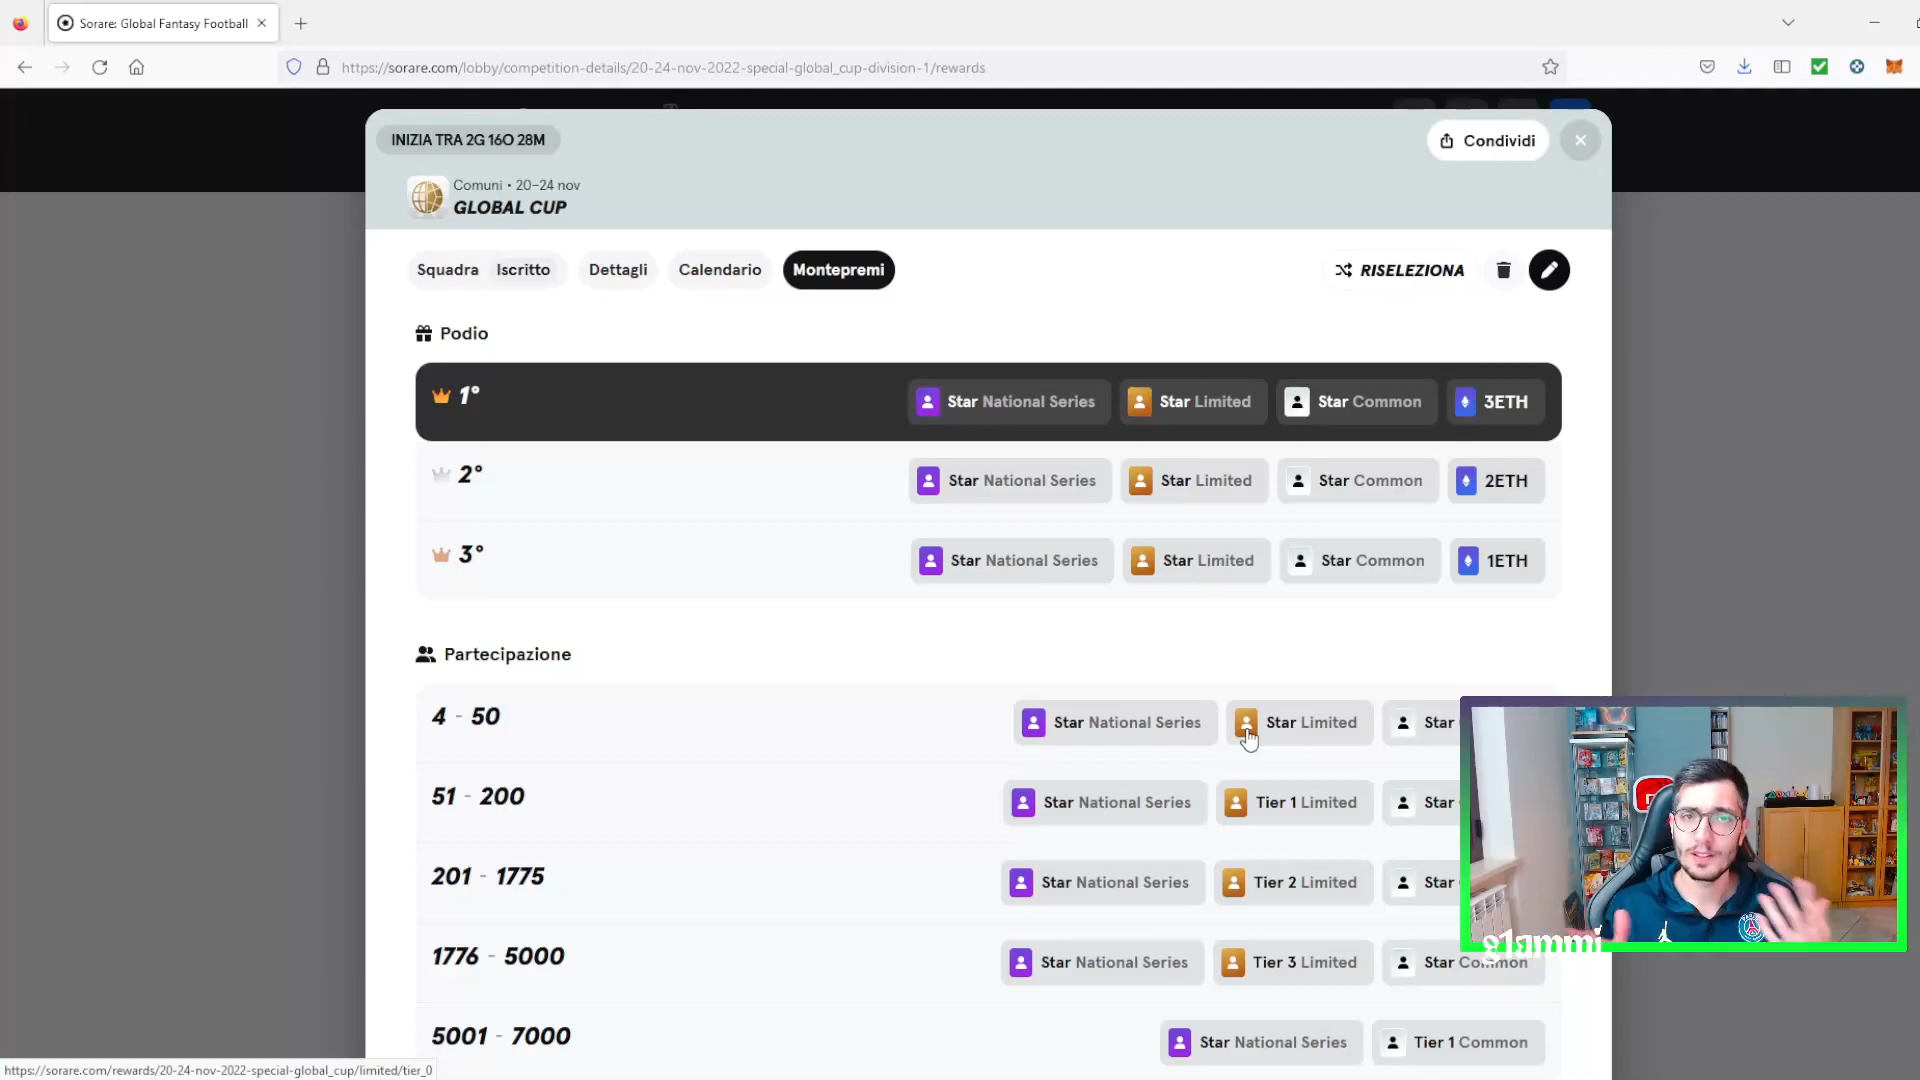 Sorare: Global Fantasy Football
https://sorare.com/lobby/competition-details/20-24-nov-2022-special-global_cup-division-1/rewards
INIZIA TRA 2G 16O 28M
Condividi
Comuni • 20–24 nov
GLOBAL CUP
Squadra Iscritto Dettagli Calendario Montepremi
RISELEZIONA
Podio
1° Star National Series Star Limited Star Common 3ETH
2° Star National Series Star Limited Star Common 2ETH
3° Star National Series Star Limited Star Common 1ETH
Partecipazione
4 - 50 Star National Series Star Limited Star
51 - 200 Star National Series Tier 1 Limited Star
201 - 1775 Star National Series Tier 2 Limited Star
1776 - 5000 Star National Series Tier 3 Limited Star Common
g1ammi
5001 - 7000 Star National Series Tier 1 Common
https://sorare.com/rewards/20-24-nov-2022-special-global_cup/limited/tier_0